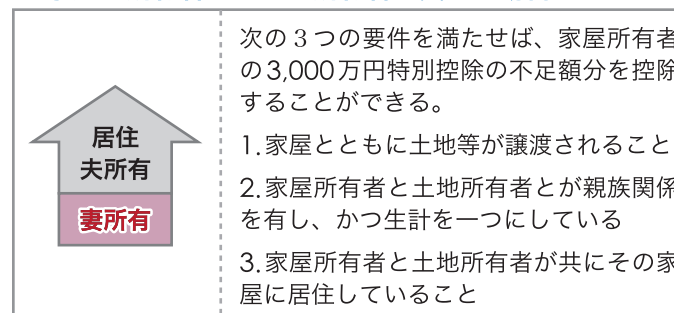 居住
夫所有
妻所有
次の3つの要件を満たせば、家屋所有者
の3,000万円特別控除の不足額分を控除
することができる。
1.家屋とともに土地等が譲渡されること
2.家屋所有者と土地所有者とが親族関係
を有し、かつ生計を一つにしている
3.家屋所有者と土地所有者が共にその家
屋に居住していること